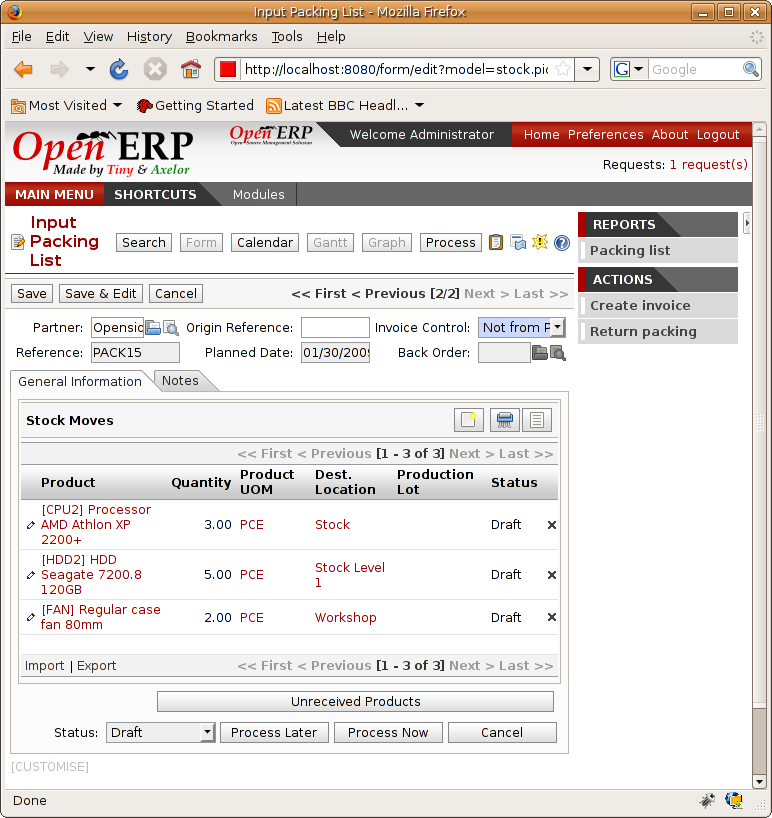 Input Packing List - Mozilla Firefox
File Edit View History Bookmarks Tools Help
http://localhost:8080/form/edit?model=stock.pic
Google
Most Visited Getting Started Latest BBC Headl...
Open ERP
Made by Tiny & Axelor
Open ERP
Open Source Management Solution
Welcome Administrator
Home Preferences About Logout
Requests: 1 request(s)
MAIN MENU SHORTCUTS Modules
Input
Packing
List
Search Form Calendar Gantt Graph Process
REPORTS
Packing list
ACTIONS
Create invoice
Return packing
Save Save & Edit Cancel
<< First < Previous [2/2] Next > Last >>
Partner: Opensic Origin Reference: Invoice Control: Not from P
Reference: PACK15 Planned Date: 01/30/2009 Back Order:
General Information Notes
Stock Moves
<< First < Previous [1 - 3 of 3] Next > Last >>
Product Quantity Product UOM Dest. Location Production Lot Status
[CPU2] Processor
AMD Athlon XP 3.00 PCE Stock Draft
2200+
[HDD2] HDD
Seagate 7200.8 5.00 PCE Stock Level 1 Draft
120GB
[FAN] Regular case
fan 80mm 2.00 PCE Workshop Draft
Import | Export << First < Previous [1 - 3 of 3] Next > Last >>
Unreceived Products
Status: Draft Process Later Process Now Cancel
[CUSTOMISE]
Done